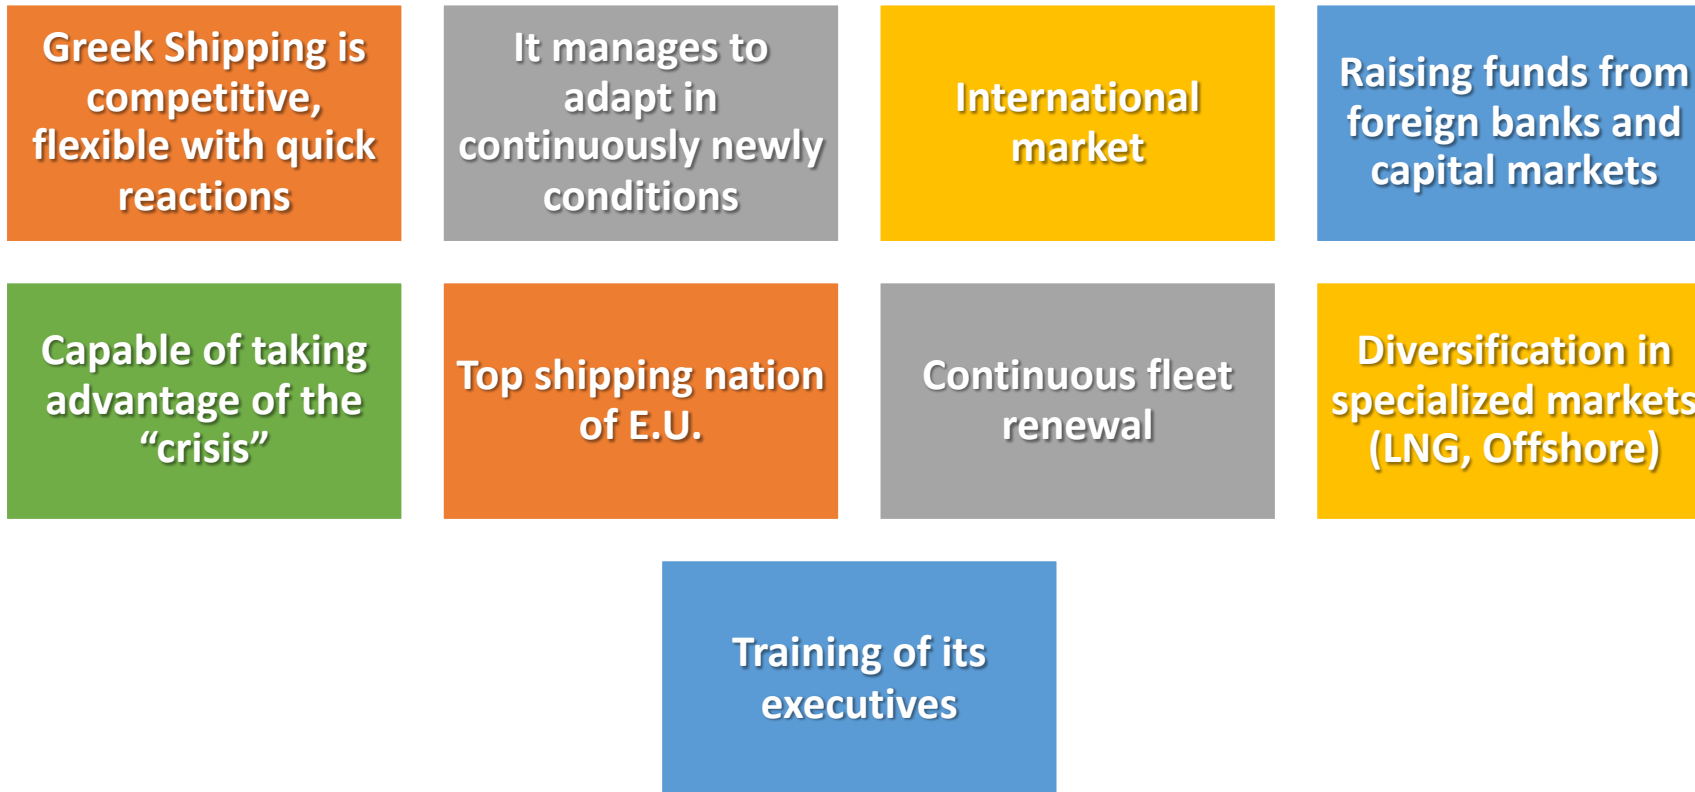 Greek Shipping is
competitive,
flexible with quick
reactions
It manages to
adapt in
continuously newly
conditions
International
market
Raising funds from
foreign banks and
capital markets
Capable of taking
advantage of the
“crisis”
Top shipping nation
of E.U.
Continuous fleet
renewal
Diversification in
specialized markets
(LNG, Offshore)
Training of its
executives